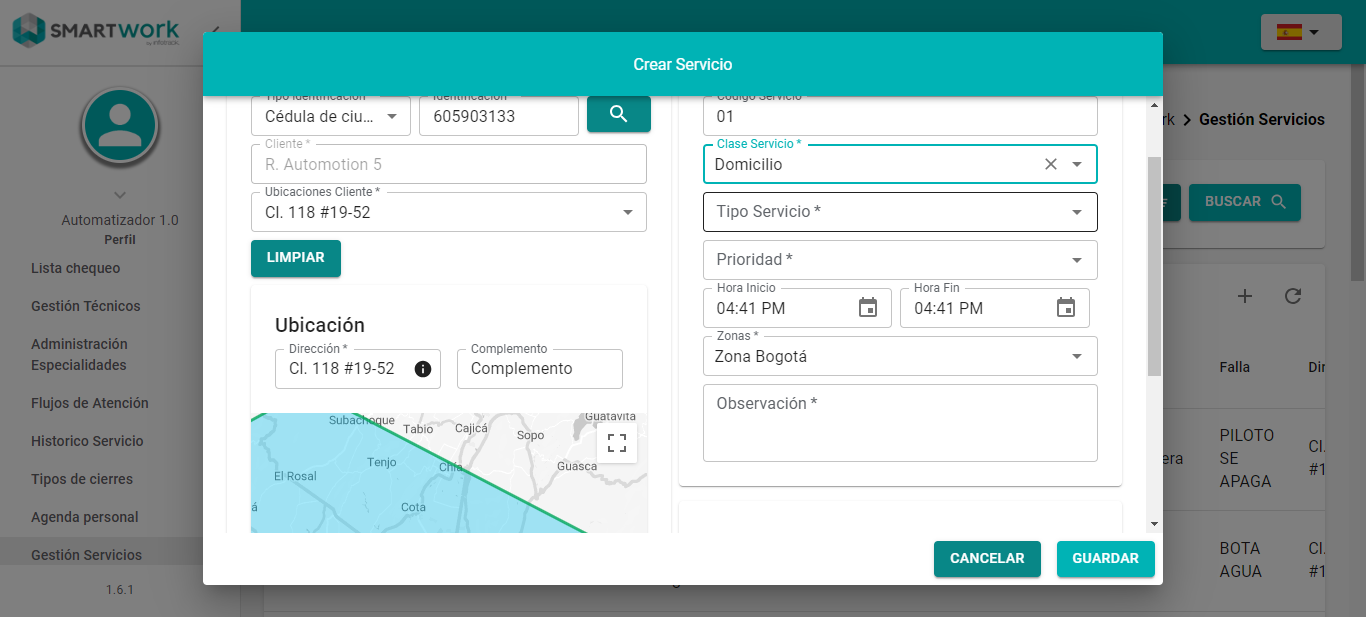 SMARTWORK
Crear Servicio
rk > Gestión Servicios
Automatizador 1.0
Perfil
Lista chequeo
Gestión Técnicos
Administración
Especialidades
Flujos de Atención
Historico Servicio
Tipos de cierres
Agenda personal
Gestión Servicios
1.6.1
Tipo Identificación
Cédula de ciu...
Identificación
605903133
Cliente *
R. Automotion 5
Ubicaciones Cliente *
Cl. 118 #19-52
LIMPIAR
Ubicación
Dirección *
Cl. 118 #19-52
Complemento
Complemento
Subachoque
Tabio
Cajicá
Sopo
Guatavita
Tenjo
Chía
Guasca
El Rosal
Cota
á
Código Servicio
01
Clase Servicio *
Domicilio
Tipo Servicio *
Prioridad *
Hora Inicio
04:41 PM
Hora Fin
04:41 PM
Zonas *
Zona Bogotá
Observación *
CANCELAR
GUARDAR
BUSCAR
Falla
Dir
PILOTO
SE
APAGA
era
Cl.
#1
BOTA
AGUA
Cl.
#1